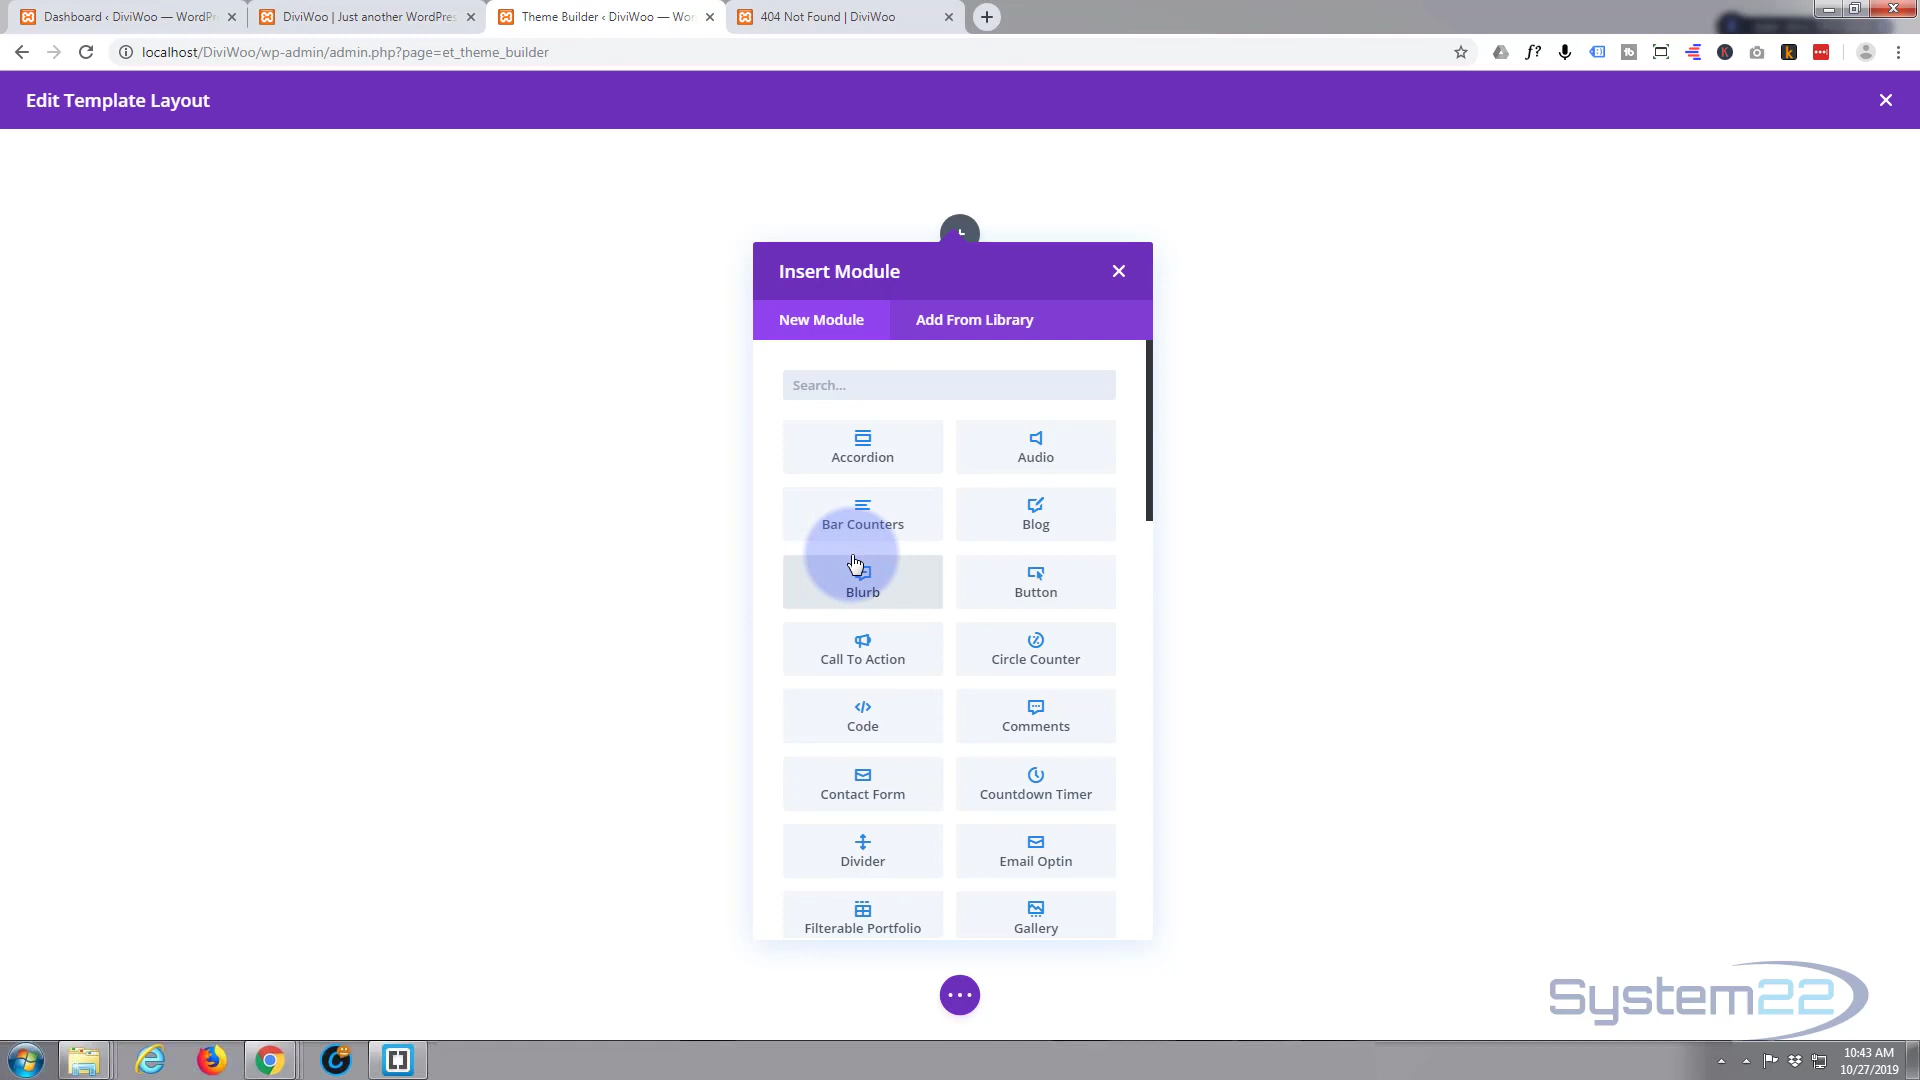 Dashboard ‹ DiviWoo — WordPr
DiviWoo | Just another WordPres
Theme Builder ‹ DiviWoo — Wor
404 Not Found | DiviWoo
localhost/DiviWoo/wp-admin/admin.php?page=et_theme_builder
Edit Template Layout
Insert Module
New Module
Add From Library
Search...
Accordion
Audio
Bar Counters
Blog
Blurb
Button
Call To Action
Circle Counter
Code
Comments
Contact Form
Countdown Timer
Divider
Email Optin
Filterable Portfolio
Gallery
System22
10:43 AM
10/27/2019